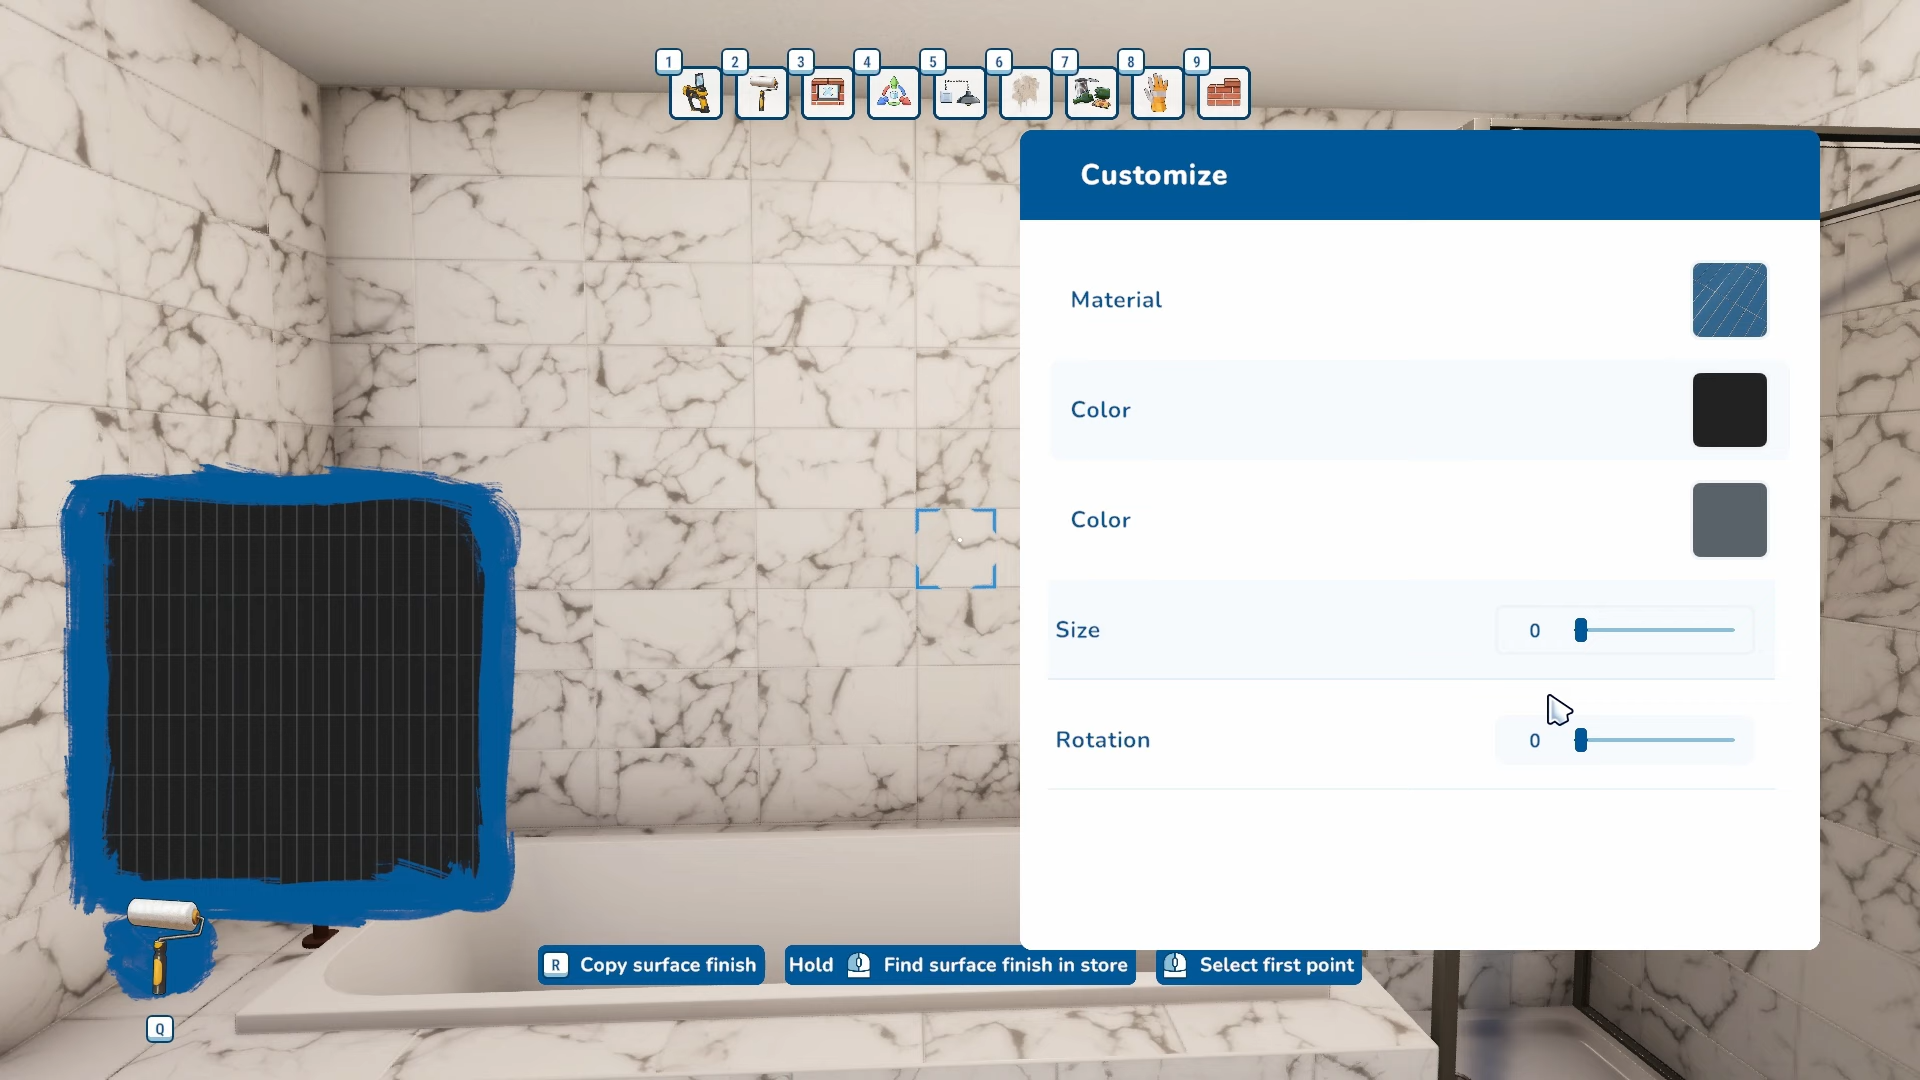 1 2 3 4 5 6 7 8 9
Customize
Material
Color
Color
Size 0
Rotation 0
R Copy surface finish Hold Find surface finish in store Select first point
Q